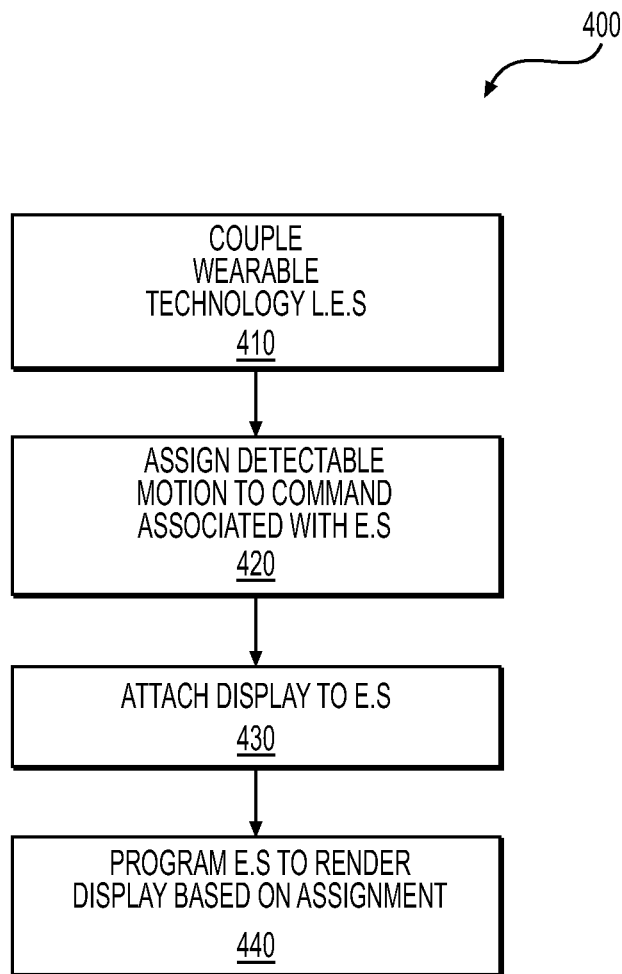 400
COUPLE
WEARABLE
TECHNOLOGY L.E.S
410
ASSIGN DETECTABLE
MOTION TO COMMAND
ASSOCIATED WITH E.S
420
ATTACH DISPLAY TO E.S
430
PROGRAM E.S TO RENDER
DISPLAY BASED ON ASSIGNMENT
440